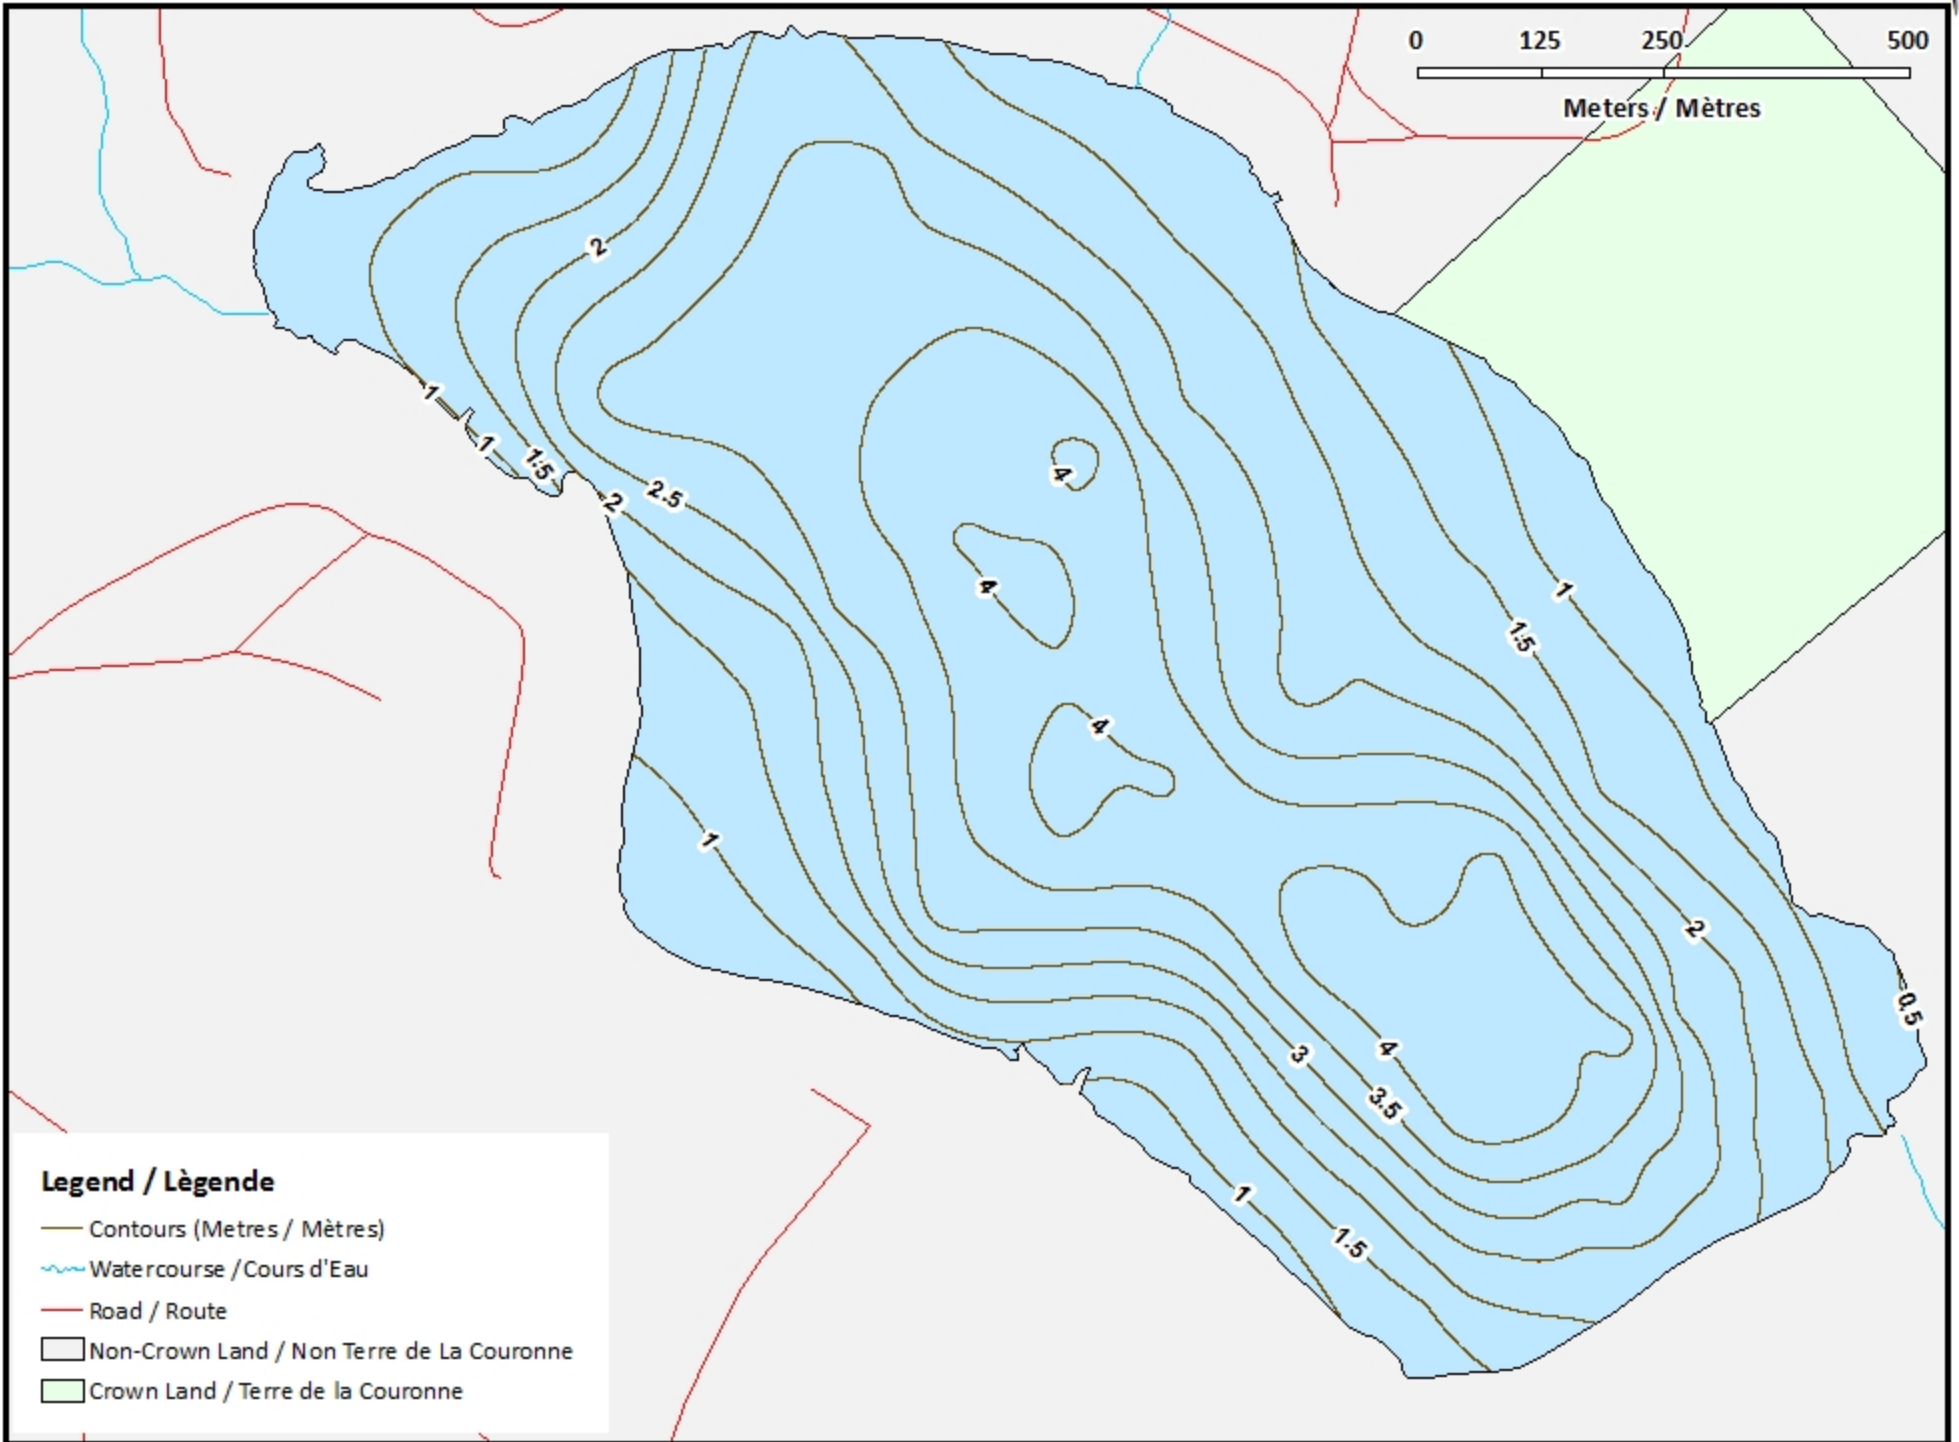 0 125 250 500
Meters / Mètres
2
1
1
1.5
2
2.5
4
4
4
1
1.5
1
1
2
0.5
3
4
3.5
1
1.5
Legend / Lègende
Contours (Metres / Mètres)
Watercourse /Cours d'Eau
Road / Route
Non-Crown Land / Non Terre de La Couronne
Crown Land / Terre de la Couronne